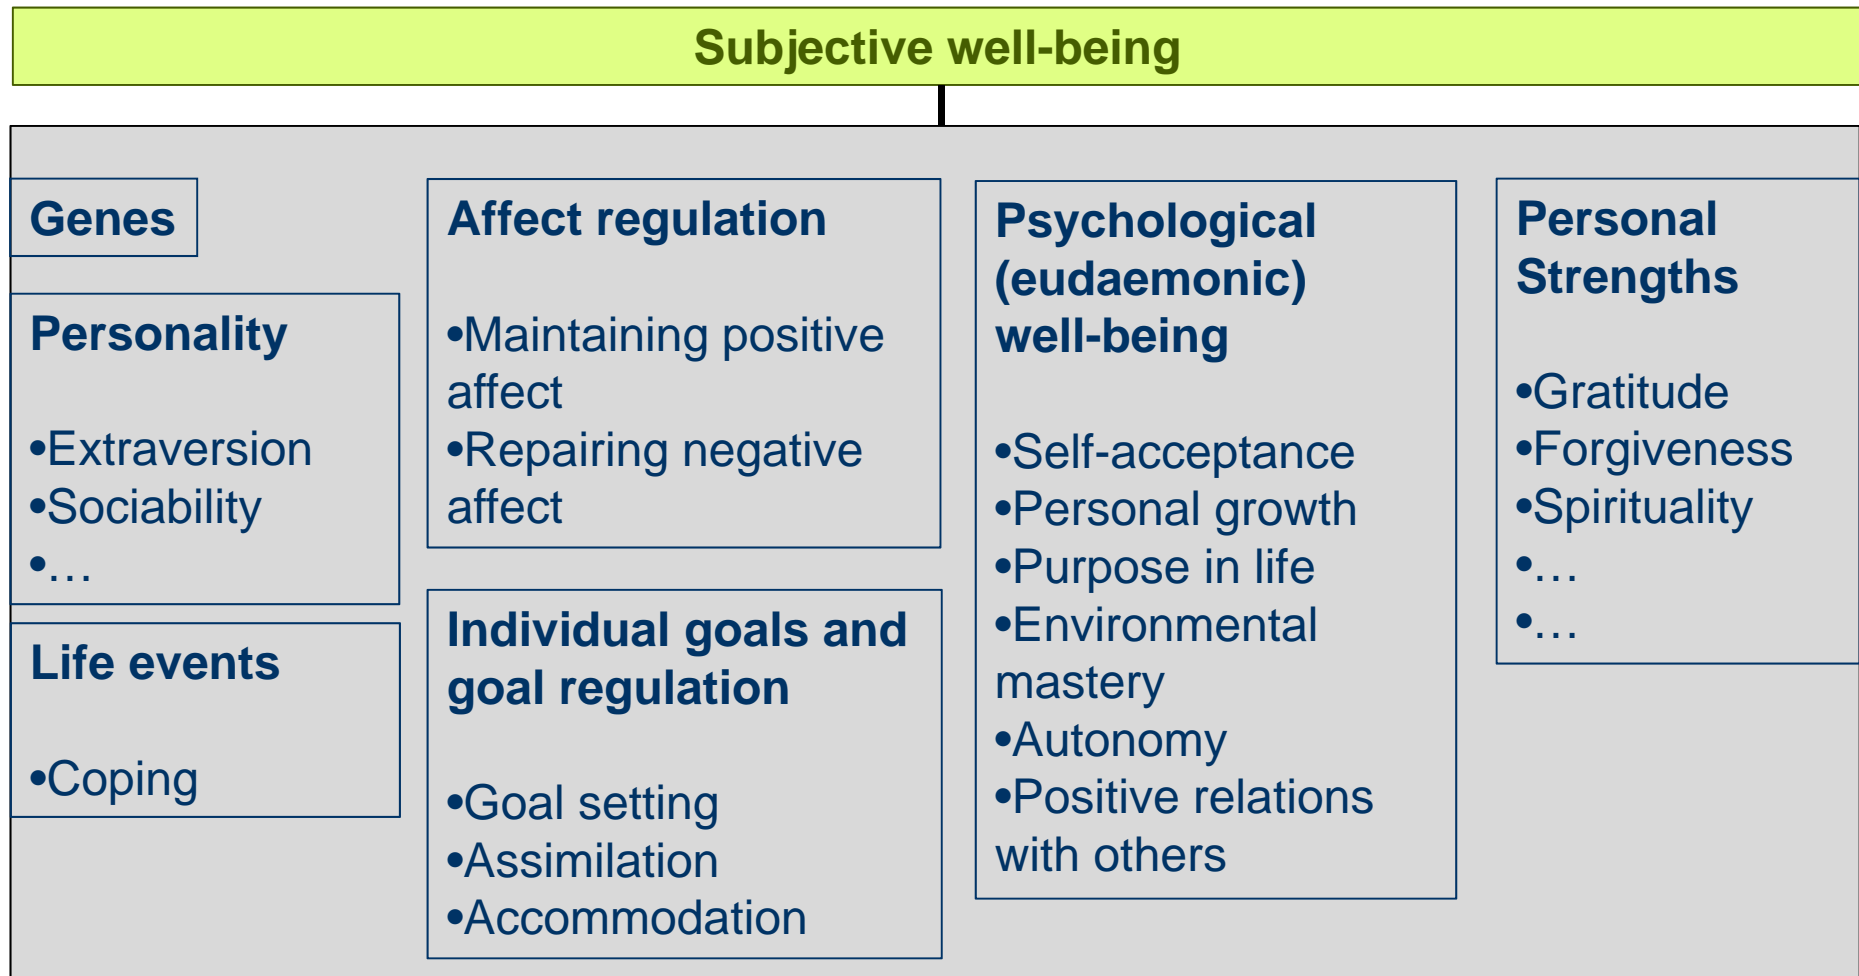 Subjective well-being
Genes
Personality
•Extraversion
•Sociability
•…
Life events
•Coping
Affect regulation
•Maintaining positive
affect
•Repairing negative
affect
Individual goals and
goal regulation
•Goal setting
•Assimilation
•Accommodation
Psychological
(eudaemonic)
well-being
•Self-acceptance
•Personal growth
•Purpose in life
•Environmental
mastery
•Autonomy
•Positive relations
with others
Personal
Strengths
•Gratitude
•Forgiveness
•Spirituality
•…
•…